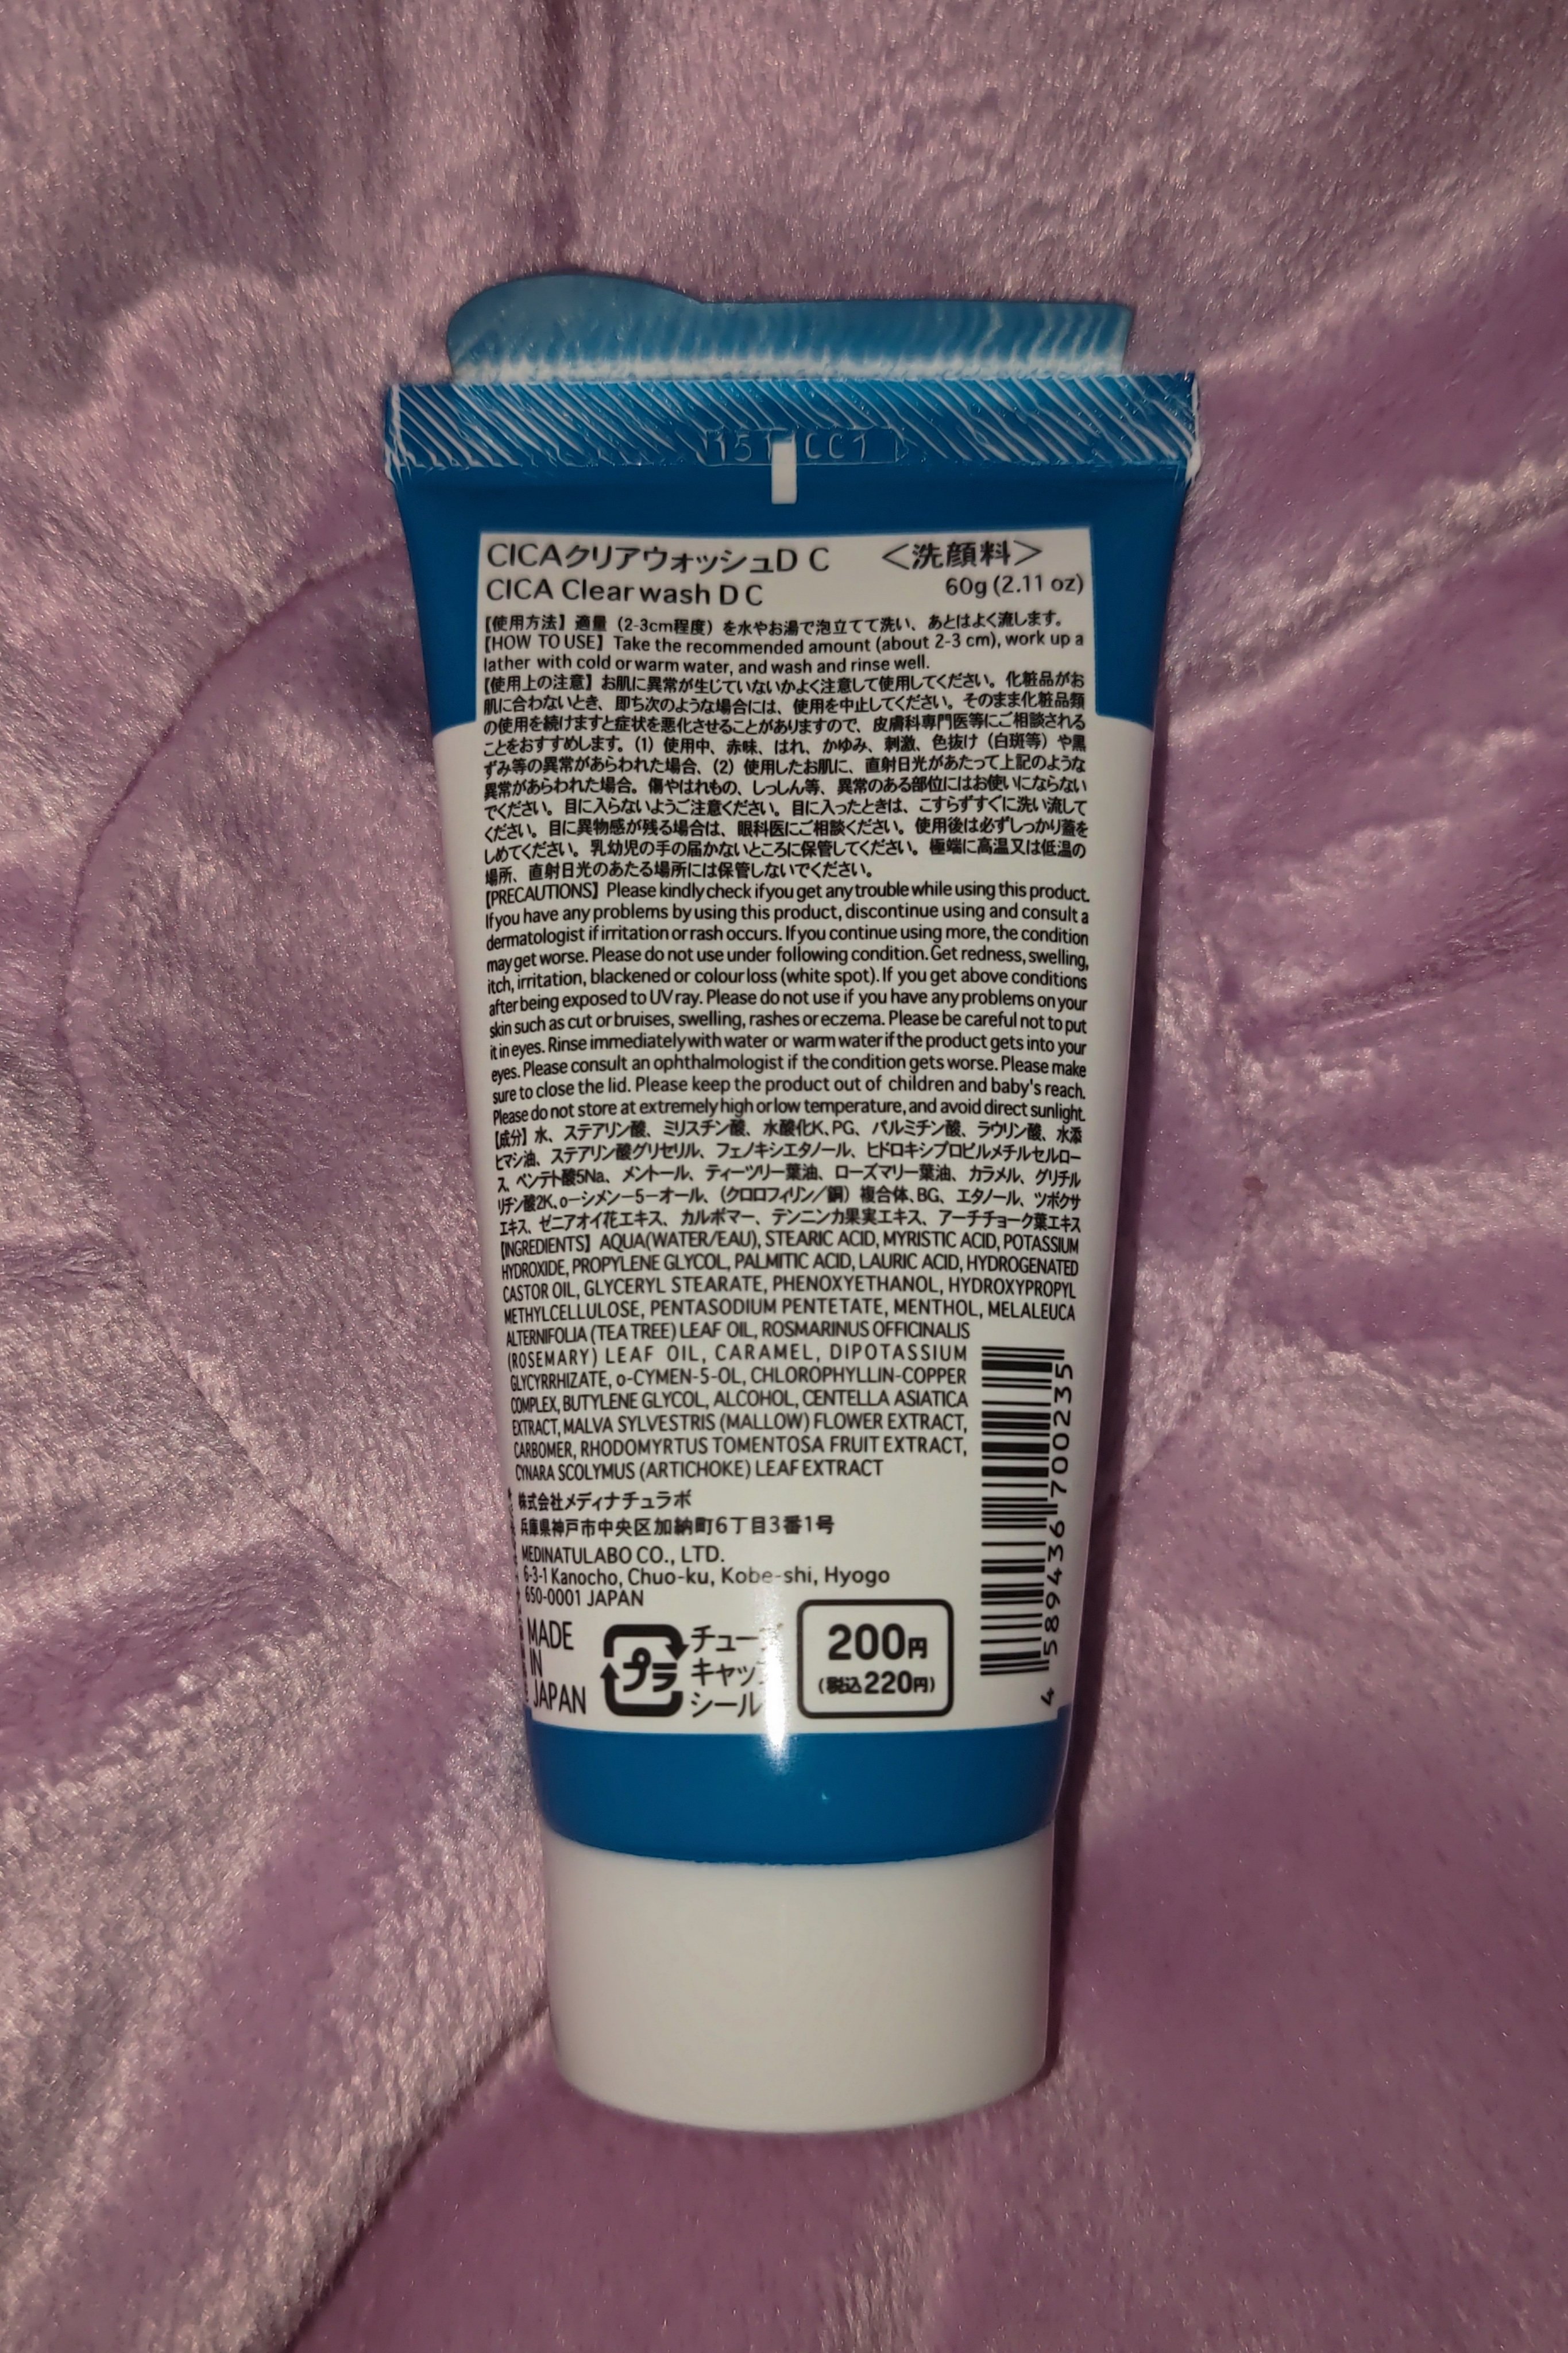 15T CC1
CICAクリアウォッシュD C <洗顔料>
CICA Clear wash D C 60g (2.11 oz)
【使用方法】適量（2-3cm程度）を水やお湯で泡立てて洗い、あとはよく流します。
【HOW TO USE】Take the recommended amount (about 2-3 cm), work up a
lather with cold or warm water, and wash and rinse well.
【使用上の注意】お肌に異常が生じていないかよく注意して使用してください。化粧品がお
肌に合わないとき、即ち次のような場合には、使用を中止してください。そのまま化粧品類
の使用を続けますと症状を悪化させることがありますので、皮膚科専門医等にご相談される
ことをおすすめします。（1）使用中、赤味、はれ、かゆみ、刺激、色抜け（白斑等）や黒
ずみ等の異常があらわれた場合、（2）使用したお肌に、直射日光があたって上記のような
異常があらわれた場合。傷やはれもの、しっしん等、異常のある部位にはお使いにならない
でください。目に入らないようご注意ください。目に入ったときは、こすらずすぐに洗い流して
ください。目に異物感が残る場合は、眼科医にご相談ください。使用後は必ずしっかり蓋を
しめてください。乳幼児の手の届かないところに保管してください。極端に高温又は低温の
場所、直射日光のあたる場所には保管しないでください。
【PRECAUTIONS】Please kindly check if you get any trouble while using this product.
If you have any problems by using this product, discontinue using and consult a
dermatologist if irritation or rash occurs. If you continue using more, the condition
may get worse. Please do not use under following condition. Get redness, swelling,
itch, irritation, blackened or colour loss (white spot). If you get above conditions
after being exposed to UV ray. Please do not use if you have any problems on your
skin such as cut or bruises, swelling, rashes or eczema. Please be careful not to put
it in eyes. Rinse immediately with water or warm water if the product gets into your
eyes. Please consult an ophthalmologist if the condition gets worse. Please make
sure to close the lid. Please keep the product out of children and baby's reach.
Please do not store at extremely high or low temperature, and avoid direct sunlight.
【成分】水、ステアリン酸、ミリスチン酸、水酸化K、PG、パルミチン酸、ラウリン酸、水添
ヒマシ油、ステアリン酸グリセリル、フェノキシエタノール、ヒドロキシプロピルメチルセルロー
ス、ペンテト酸5Na、メントール、ティーツリー葉油、ローズマリー葉油、カラメル、グリチル
リチン酸2K、o-シメン-5-オール、（クロロフィリン／銅）複合体、BG、エタノール、ツボクサ
エキス、ゼニアオイ花エキス、カルボマー、テンニンカ果実エキス、アーチチョーク葉エキス
【INGREDIENTS】AQUA(WATER/EAU), STEARIC ACID, MYRISTIC ACID, POTASSIUM
HYDROXIDE, PROPYLENE GLYCOL, PALMITIC ACID, LAURIC ACID, HYDROGENATED
CASTOR OIL, GLYCERYL STEARATE, PHENOXYETHANOL, HYDROXYPROPYL
METHYLCELLULOSE, PENTASODIUM PENTETATE, MENTHOL, MELALEUCA
ALTERNIFOLIA (TEA TREE) LEAF OIL, ROSMARINUS OFFICINALIS
(ROSEMARY) LEAF OIL, CARAMEL, DIPOTASSIUM
GLYCYRRHIZATE, o-CYMEN-5-OL, CHLOROPHYLLIN-COPPER
COMPLEX, BUTYLENE GLYCOL, ALCOHOL, CENTELLA ASIATICA
EXTRACT, MALVA SYLVESTRIS (MALLOW) FLOWER EXTRACT,
CARBOMER, RHODOMYRTUS TOMENTOSA FRUIT EXTRACT,
CYNARA SCOLYMUS (ARTICHOKE) LEAF EXTRACT
4 589436 700235
株式会社メディナチュラボ
兵庫県神戸市中央区加納町6丁目3番1号
MEDINATULABO CO., LTD.
6-3-1 Kanocho, Chuo-ku, Kobe-shi, Hyogo
650-0001 JAPAN
MADE
IN
JAPAN
プラ
チューブ
キャップ
シール
200円
(税込220円)